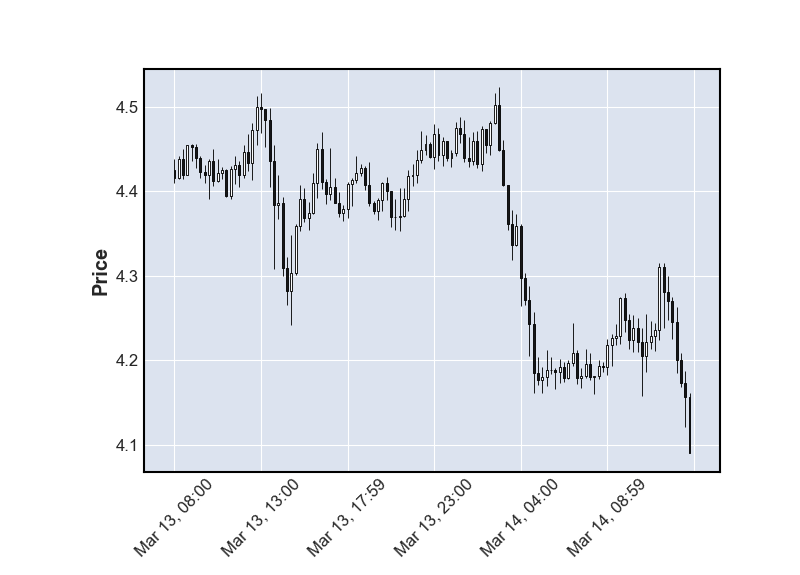 4.5
4.4
4.3
4.2
4.1
Price
Mar 13, 08:00
Mar 13, 13:00
Mar 13, 17:59
Mar 13, 23:00
Mar 14, 04:00
Mar 14, 08:59